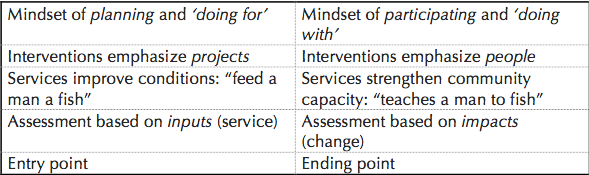 Mindset of planning and ‘doing for’
Mindset of participating and ‘doing
with’
Interventions emphasize projects
Interventions emphasize people
Services improve conditions: “feed a
man a fish”
Services strengthen community
capacity: “teaches a man to fish”
Assessment based on inputs (service)
Assessment based on impacts
(change)
Entry point
Ending point